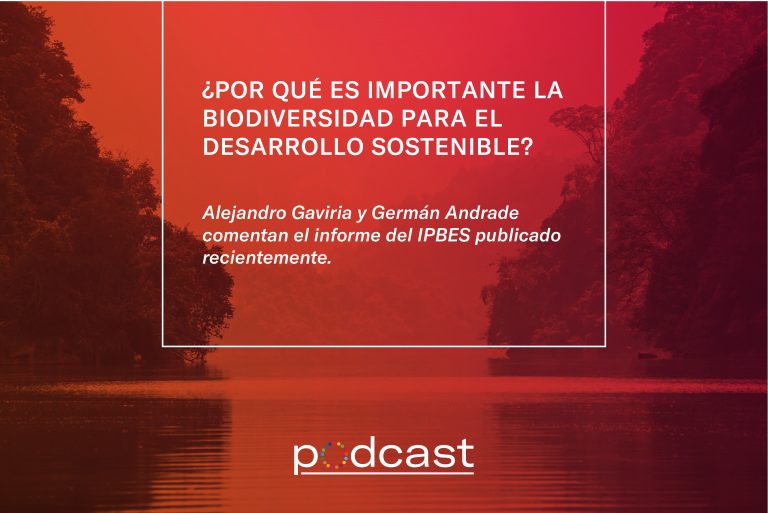 ¿POR QUÉ ES IMPORTANTE LA
BIODIVERSIDAD PARA EL
DESARROLLO SOSTENIBLE?
Alejandro Gaviria y Germán Andrade
comentan el informe del IPBES publicado
recientemente.
podcast